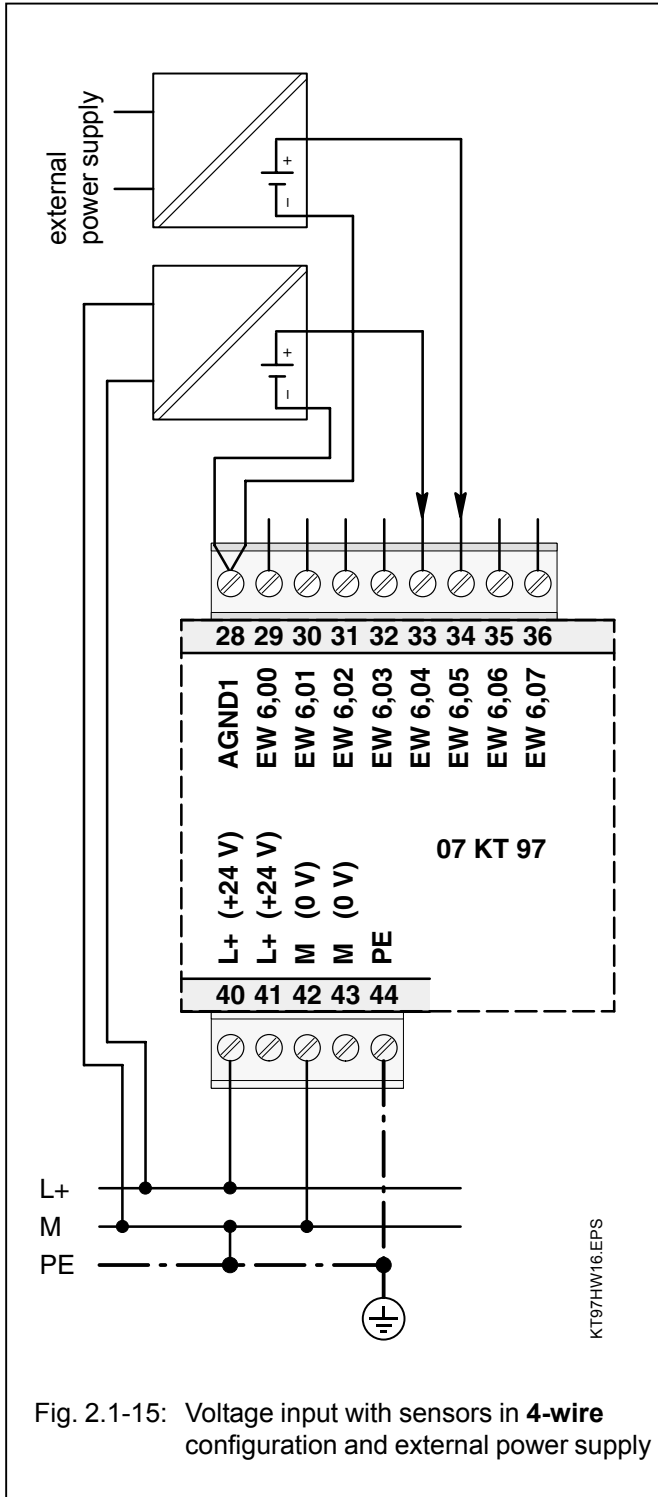 external
power supply
+
–
+
–
28 29 30 31 32 33 34 35 36
AGND1
EW 6,00
EW 6,01
EW 6,02
EW 6,03
EW 6,04
EW 6,05
EW 6,06
EW 6,07
07 KT 97
L+ (+24 V)
L+ (+24 V)
M (0 V)
M (0 V)
PE
40 41 42 43 44
L+
M
PE
KT97HW16.EPS
Fig. 2.1-15: Voltage input with sensors in 4-wire
configuration and external power supply